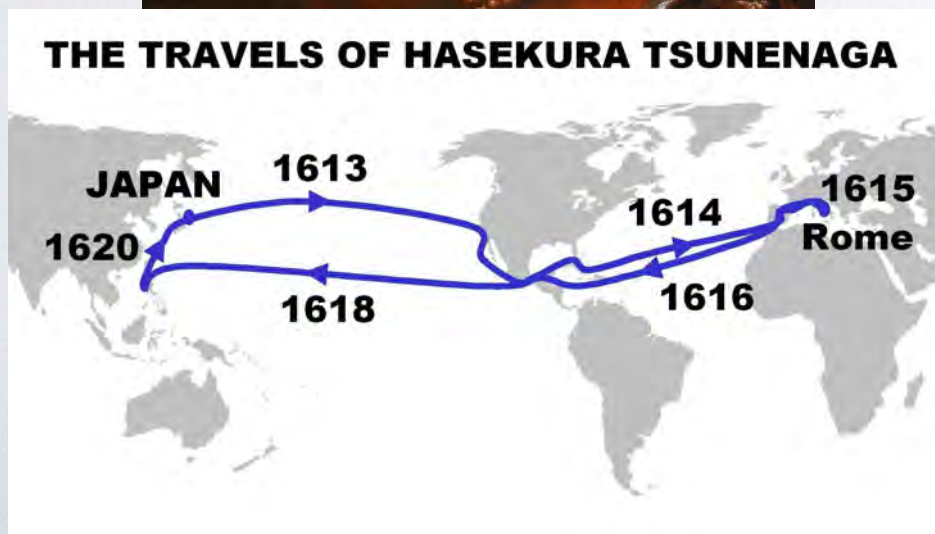 THE TRAVELS OF HASEKURA TSUNENAGA
JAPAN
1613
1614
1615
Rome
1620
1618
1616